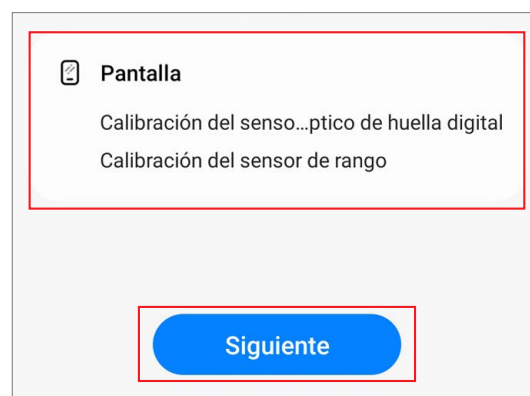 Pantalla
Calibración del senso...ptico de huella digital
Calibración del sensor de rango
Siguiente